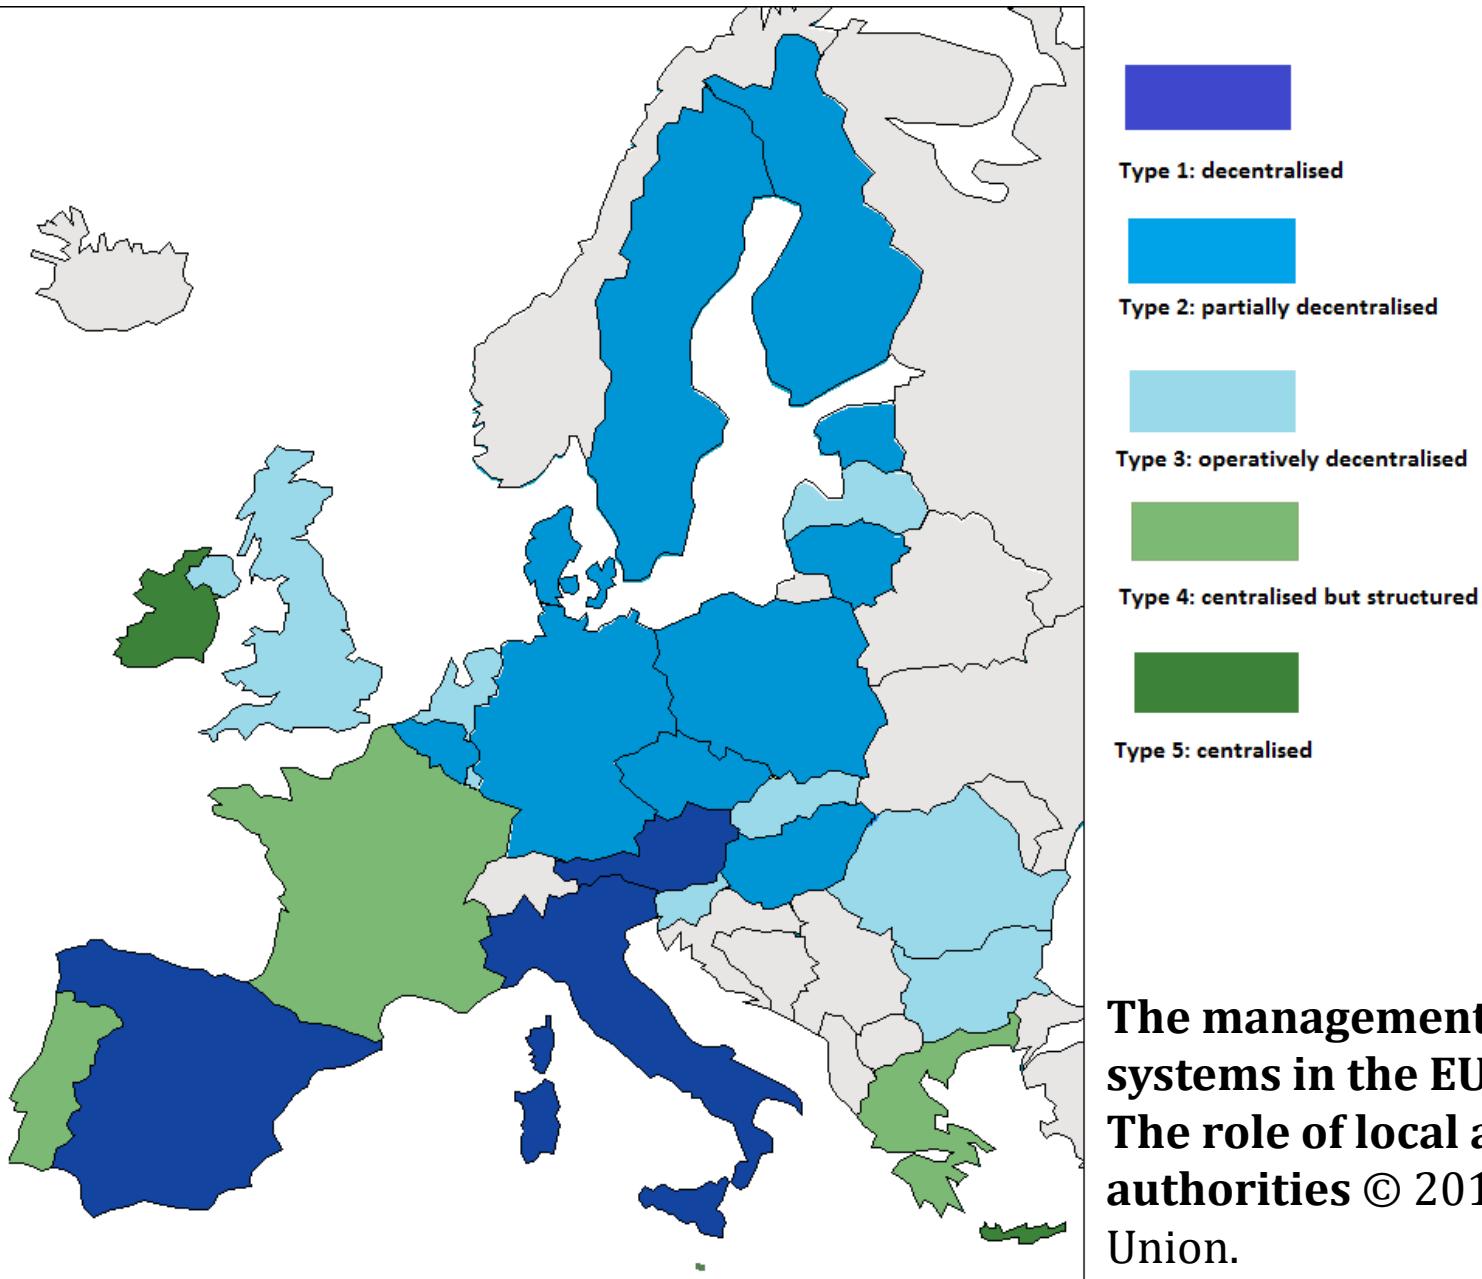 Type 1: decentralised
Type 2: partially decentralised
Type 3: operatively decentralised
Type 4: centralised but structured
Type 5: centralised
The management
systems in the EU
The role of local a
authorities © 201
Union.